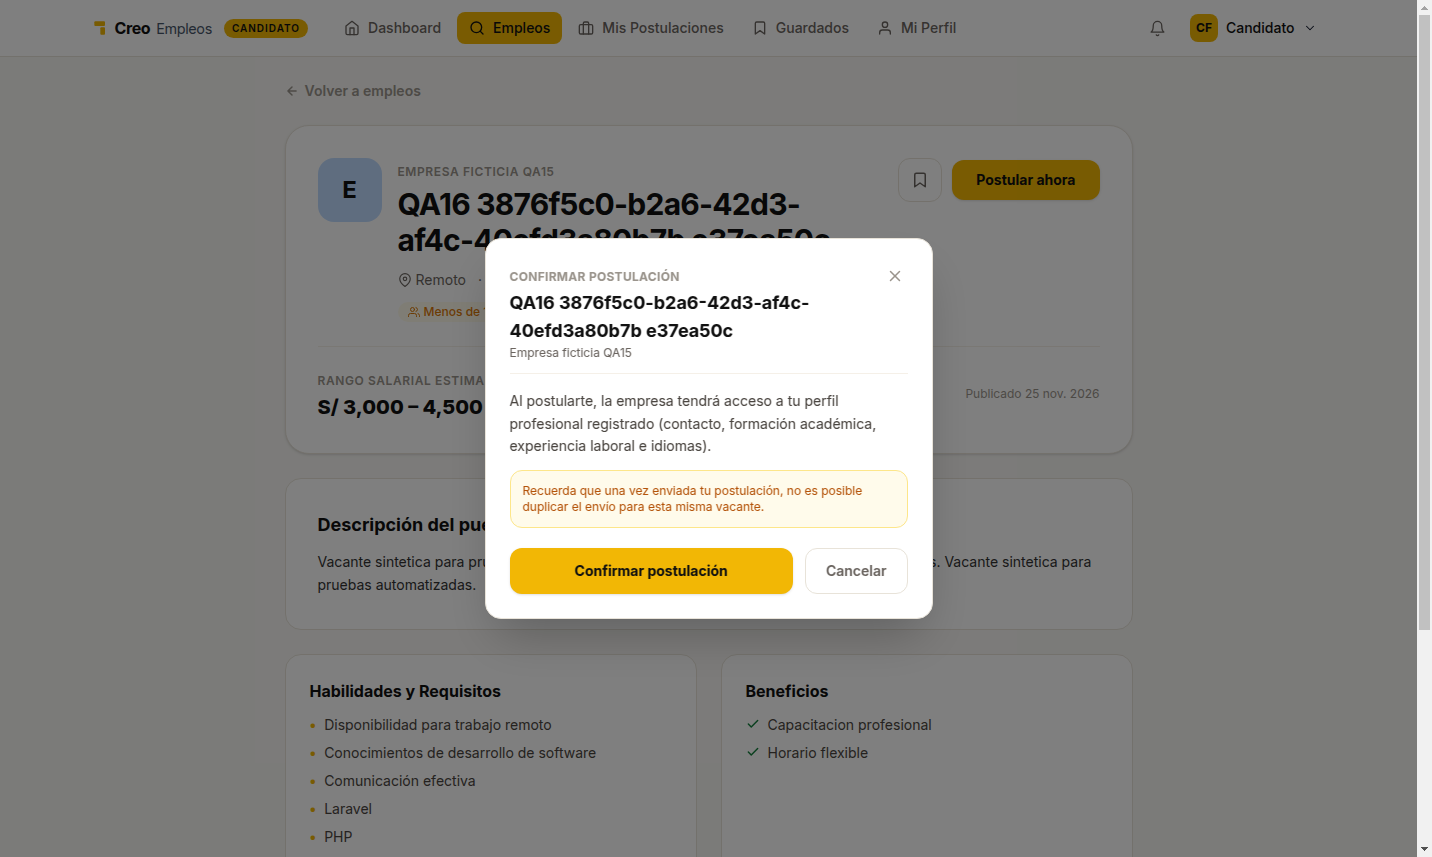 Creo Empleos CANDIDATO Dashboard Empleos Mis Postulaciones Guardados Mi Perfil CF Candidato
Volver a empleos
E
EMPRESA FICTICIA QA15
QA16 3876f5c0-b2a6-42d3-
Postular ahora
Remoto ·
Menos de
RANGO SALARIAL ESTIMA
S/ 3,000 – 4,500
Publicado 25 nov. 2026
CONFIRMAR POSTULACIÓN
QA16 3876f5c0-b2a6-42d3-af4c-
40efd3a80b7b e37ea50c
Empresa ficticia QA15
Al postularte, la empresa tendrá acceso a tu perfil
profesional registrado (contacto, formación académica,
experiencia laboral e idiomas).
Recuerda que una vez enviada tu postulación, no es posible
duplicar el envío para esta misma vacante.
Confirmar postulación
Cancelar
Descripción del pue
Vacante sintetica para pru
s. Vacante sintetica para
pruebas automatizadas.
Habilidades y Requisitos
Disponibilidad para trabajo remoto
Conocimientos de desarrollo de software
Comunicación efectiva
Laravel
PHP
Beneficios
Capacitacion profesional
Horario flexible